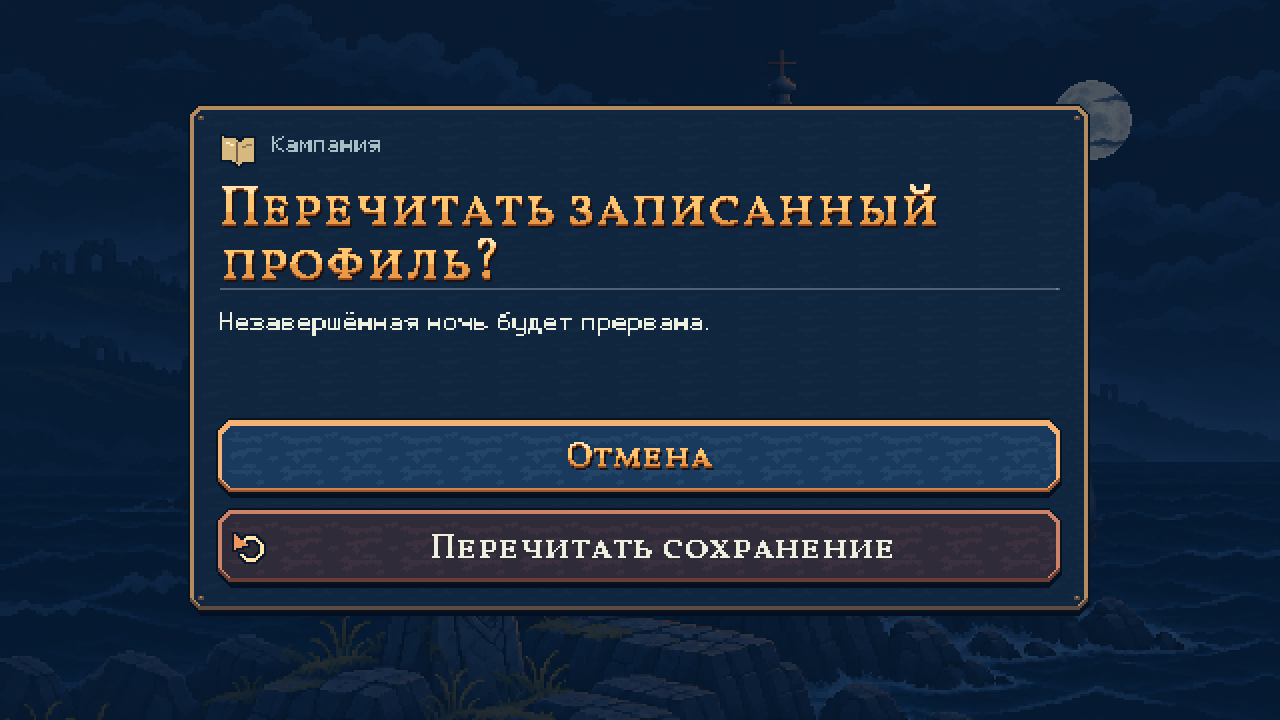 Кампания
Перечитать записанный
профиль?
Незавершённая ночь будет прервана.
Отмена
Перечитать сохранение